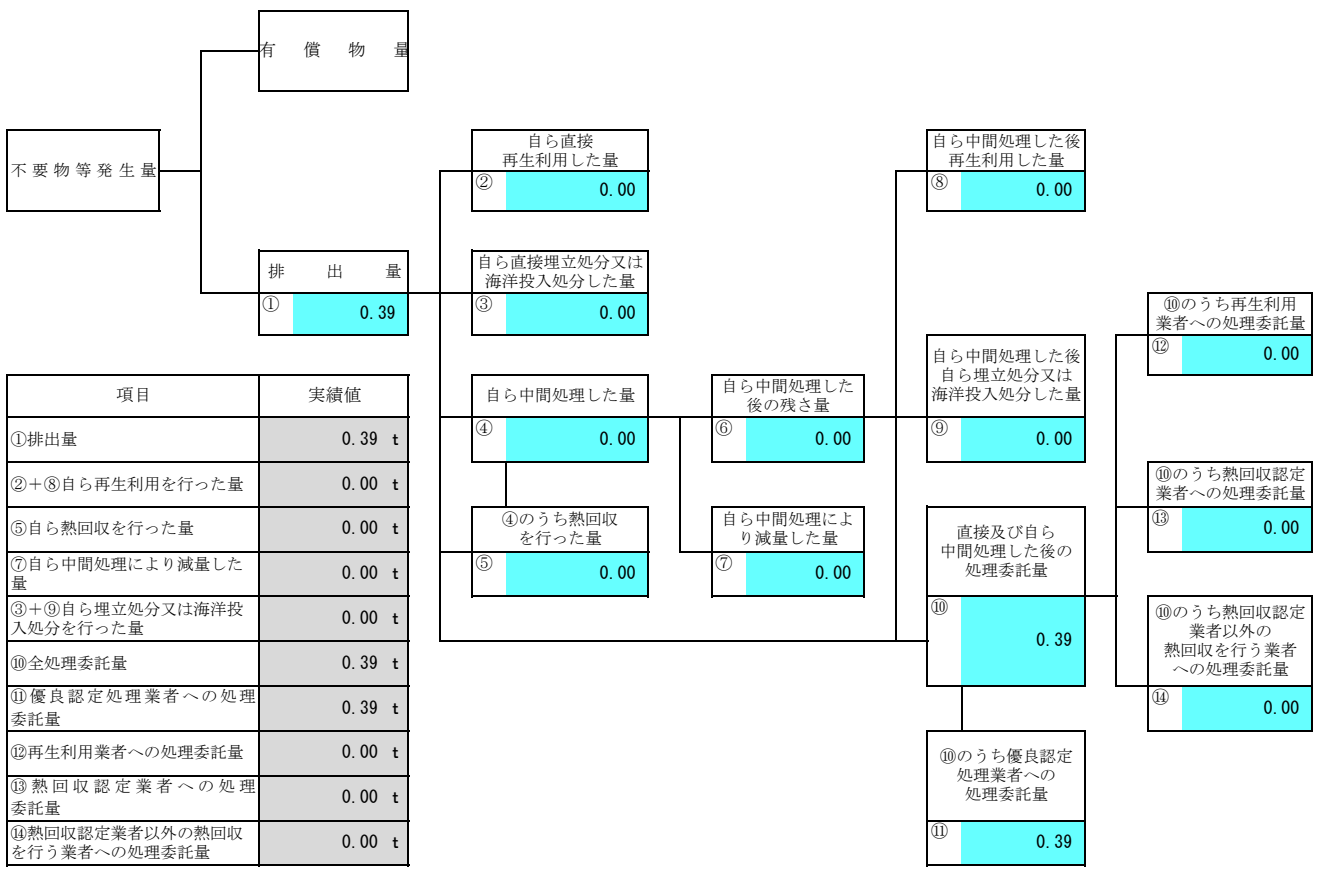 有償物量
不要物等発生量
自ら直接
再生利用した量
② 0.00
自ら中間処理した後
再生利用した量
⑧ 0.00
排出量
① 0.39
自ら直接埋立処分又は
海洋投入処分した量
③ 0.00
⑩のうち再生利用
業者への処理委託量
⑫ 0.00
自ら中間処理した量
④ 0.00
自ら中間処理した
後の残さ量
⑥ 0.00
自ら中間処理した後
自ら埋立処分又は
海洋投入処分した量
⑨ 0.00
⑩のうち熱回収認定
業者への処理委託量
⑬ 0.00
④のうち熱回収
を行った量
⑤ 0.00
自ら中間処理によ
り減量した量
⑦ 0.00
直接及び自ら
中間処理した後の
処理委託量
⑩ 0.39
⑩のうち熱回収認定
業者以外の
熱回収を行う業者
への処理委託量
⑭ 0.00
⑩のうち優良認定
処理業者への
処理委託量
⑪ 0.39
項目 実績値
①排出量 0.39 t
②＋⑧自ら再生利用を行った量 0.00 t
⑤自ら熱回収を行った量 0.00 t
⑦自ら中間処理により減量した
量 0.00 t
③＋⑨自ら埋立処分又は海洋投
入処分を行った量 0.00 t
⑩全処理委託量 0.39 t
⑪優良認定処理業者への処理
委託量 0.39 t
⑫再生利用業者への処理委託量 0.00 t
⑬熱回収認定業者への処理
委託量 0.00 t
⑭熱回収認定業者以外の熱回収
を行う業者への処理委託量 0.00 t